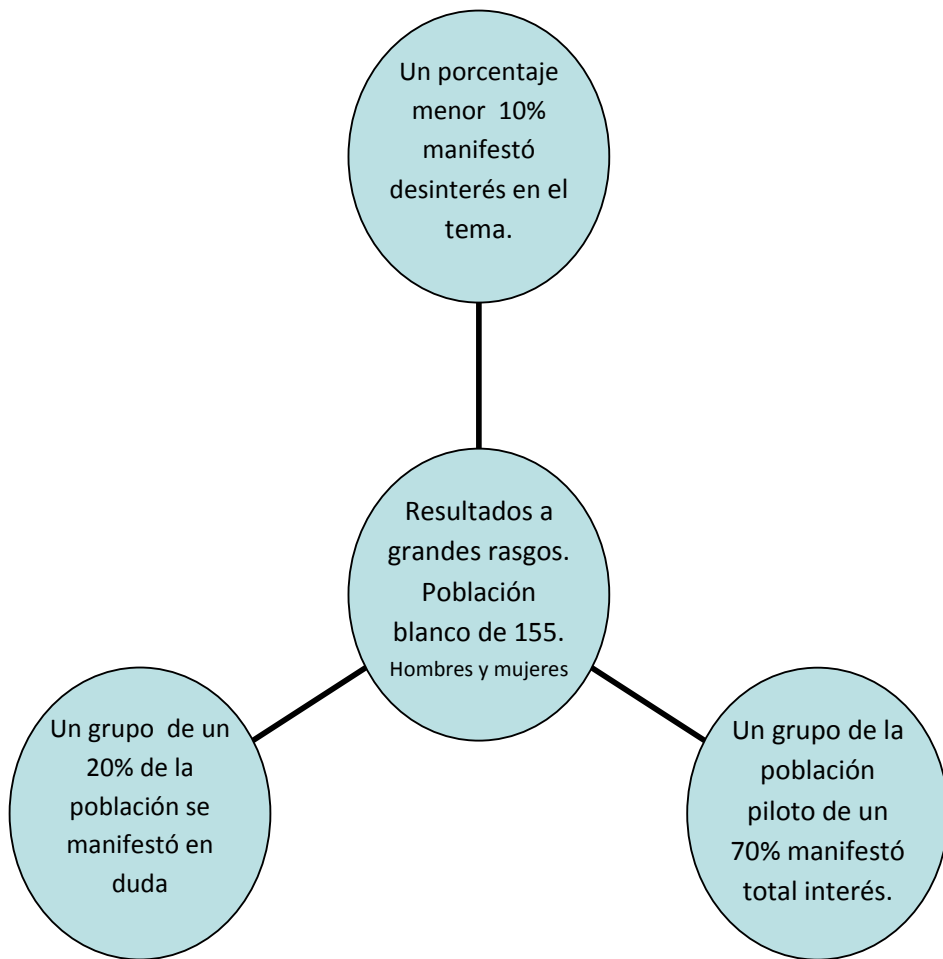 Un porcentaje
menor  10%
manifestó
desinterés en el
tema.
Resultados a
grandes rasgos.
Población
blanco de 155.
Hombres y mujeres
Un grupo  de un
20% de la
población se
manifestó en
duda
Un grupo de la
población
piloto de un
70% manifestó
total interés.